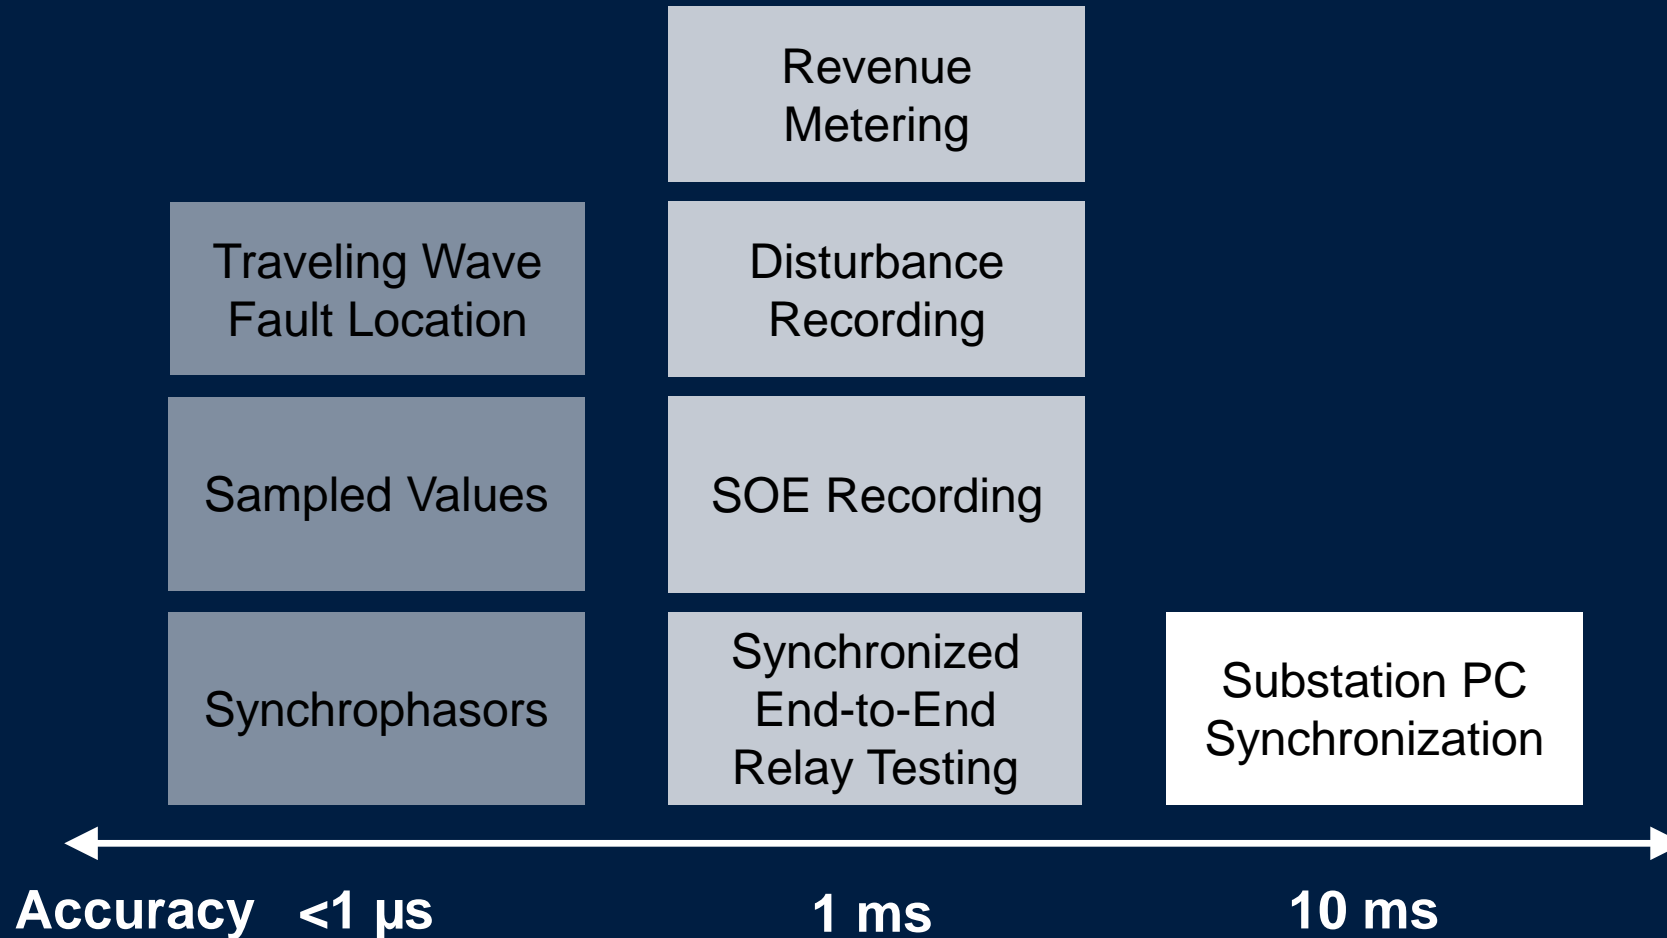 Revenue
Metering
Traveling Wave
Fault Location
Disturbance
Recording
Sampled Values
SOE Recording
Synchrophasors
Synchronized
End-to-End
Relay Testing
Substation PC
Synchronization
Accuracy <1 µs
1 ms
10 ms